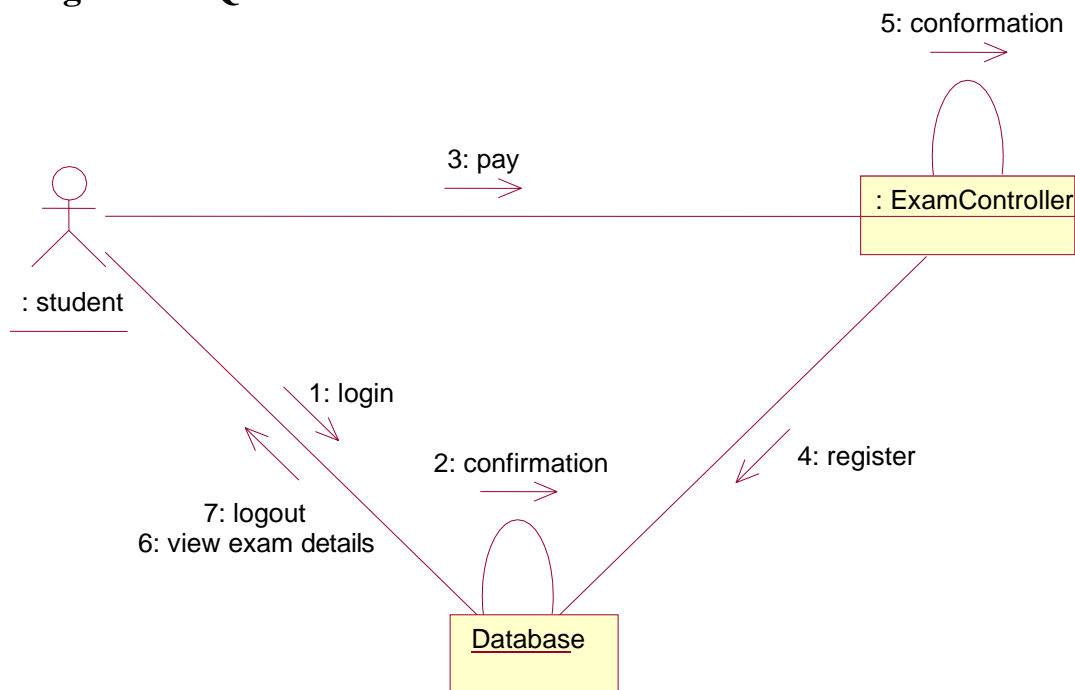 5: conformation
3: pay
: ExamController
: student
1: login
2: confirmation
4: register
7: logout
6: view exam details
Database